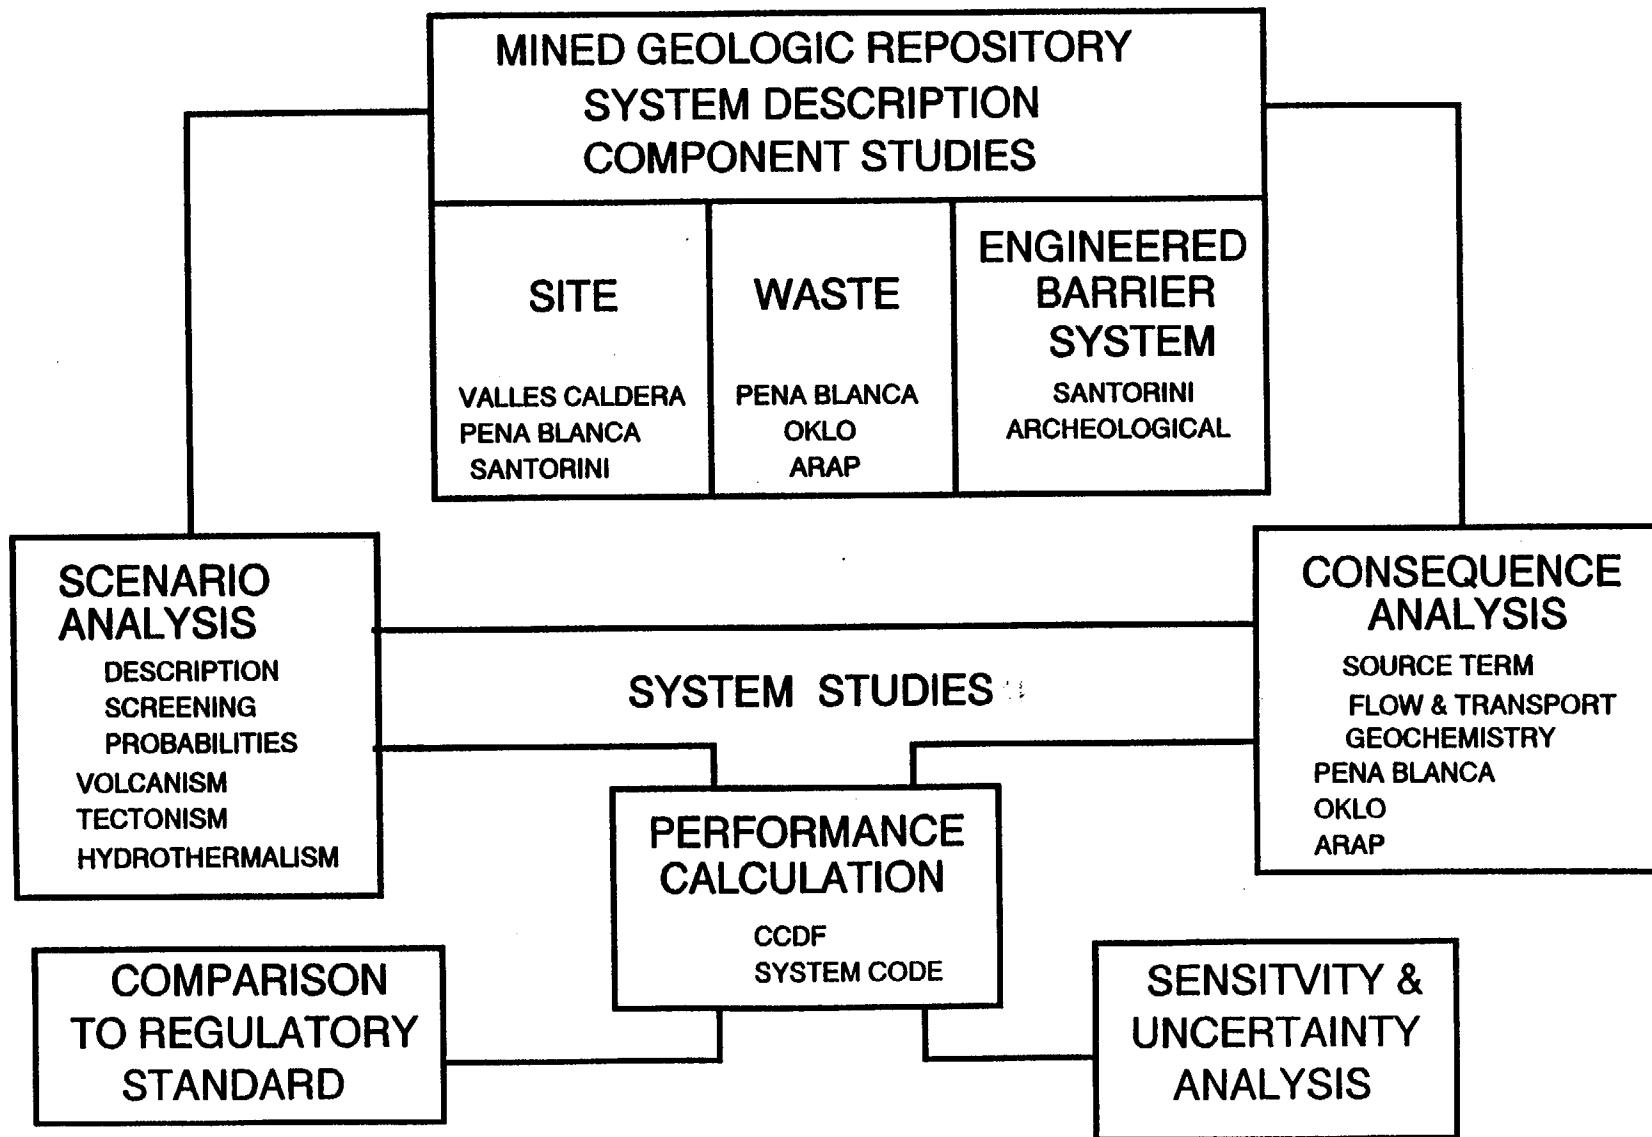 MINED GEOLOGIC REPOSITORY
SYSTEM DESCRIPTION
COMPONENT STUDIES
SITE
VALLES CALDERA
PENA BLANCA
SANTORINI
WASTE
PENA BLANCA
OKLO
ARAP
ENGINEERED
BARRIER
SYSTEM
SANTORINI
ARCHEOLOGICAL
SCENARIO
ANALYSIS
DESCRIPTION
SCREENING
PROBABILITIES
VOLCANISM
TECTONISM
HYDROTHERMALISM
SYSTEM STUDIES
CONSEQUENCE
ANALYSIS
SOURCE TERM
FLOW & TRANSPORT
GEOCHEMISTRY
PENA BLANCA
OKLO
ARAP
PERFORMANCE
CALCULATION
CCDF
SYSTEM CODE
COMPARISON
TO REGULATORY
STANDARD
SENSITVITY &
UNCERTAINTY
ANALYSIS